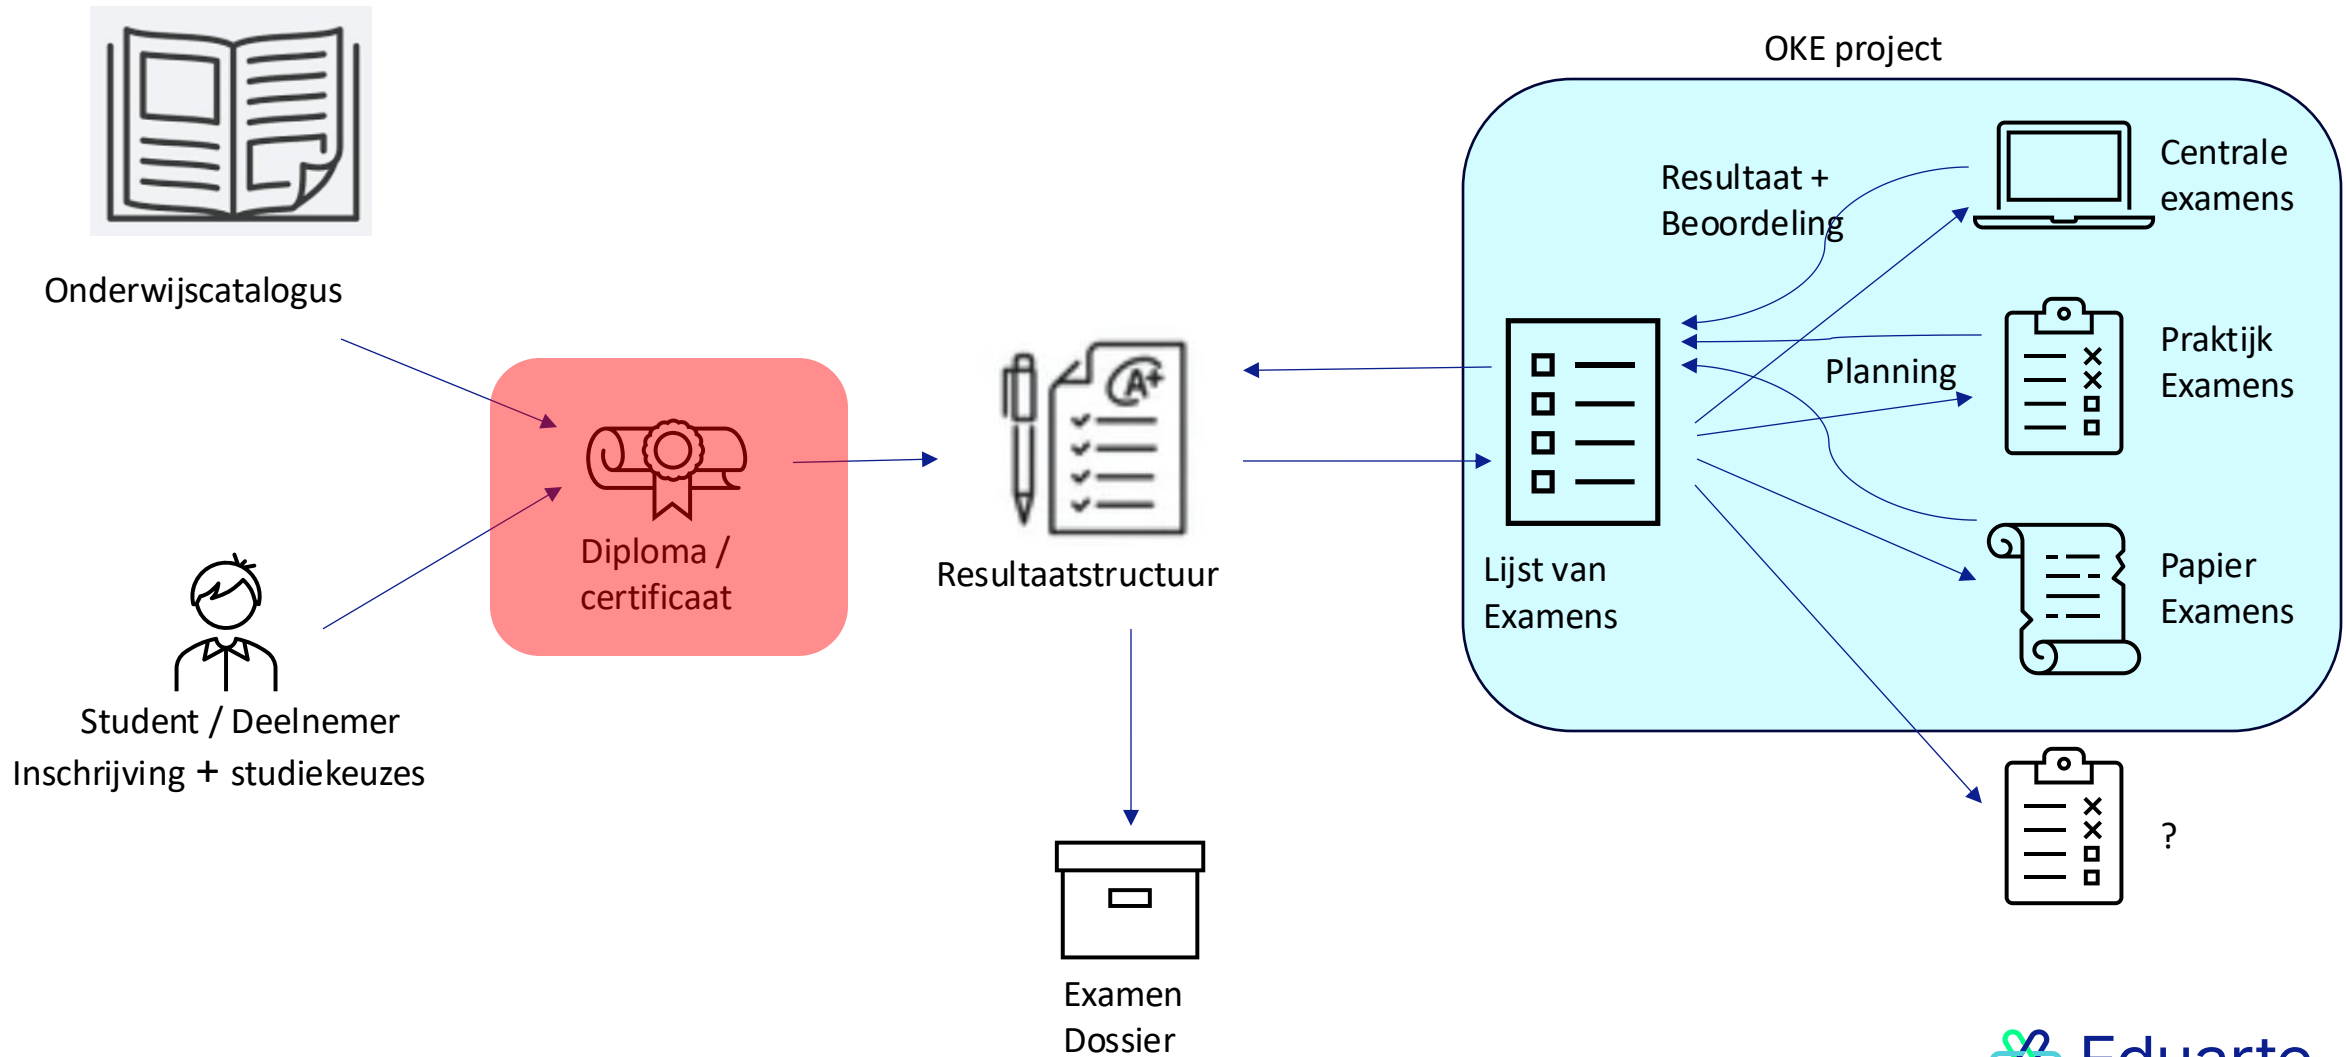 OKE project
Onderwijscatalogus
Student / Deelnemer
Inschrijving + studiekeuzes
Diploma /
certificaat
A+
Resultaatstructuur
Examen
Dossier
Resultaat +
Beoordeling
Planning
Lijst van
Examens
Centrale
examens
Praktijk
Examens
Papier
Examens
?
Eduarte